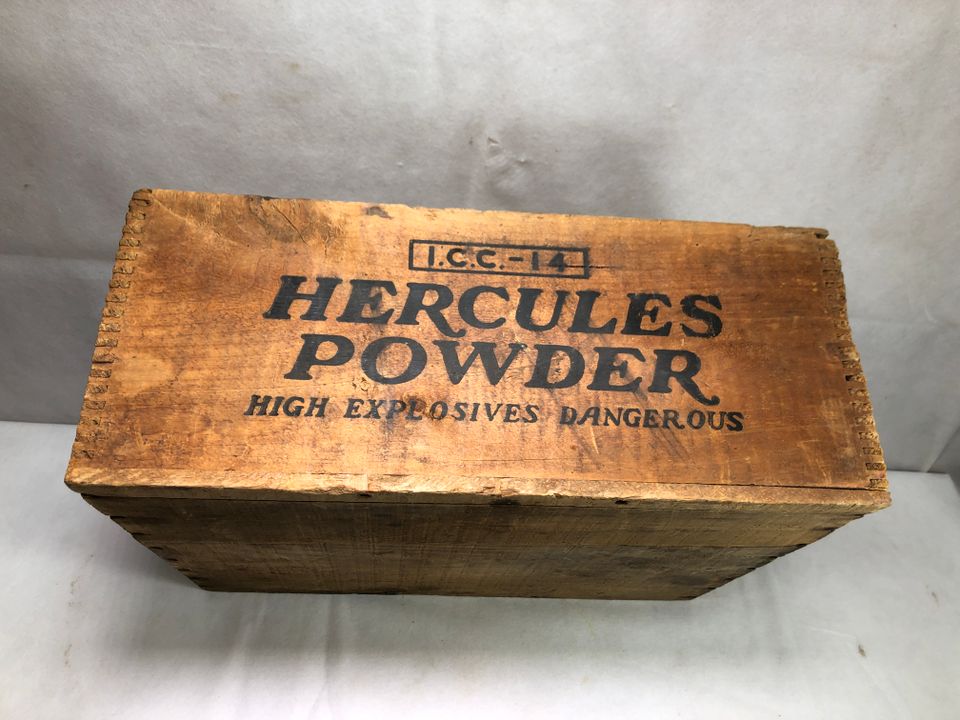 I.C.C.-14
HERCULES
POWDER
HIGH EXPLOSIVES DANGEROUS